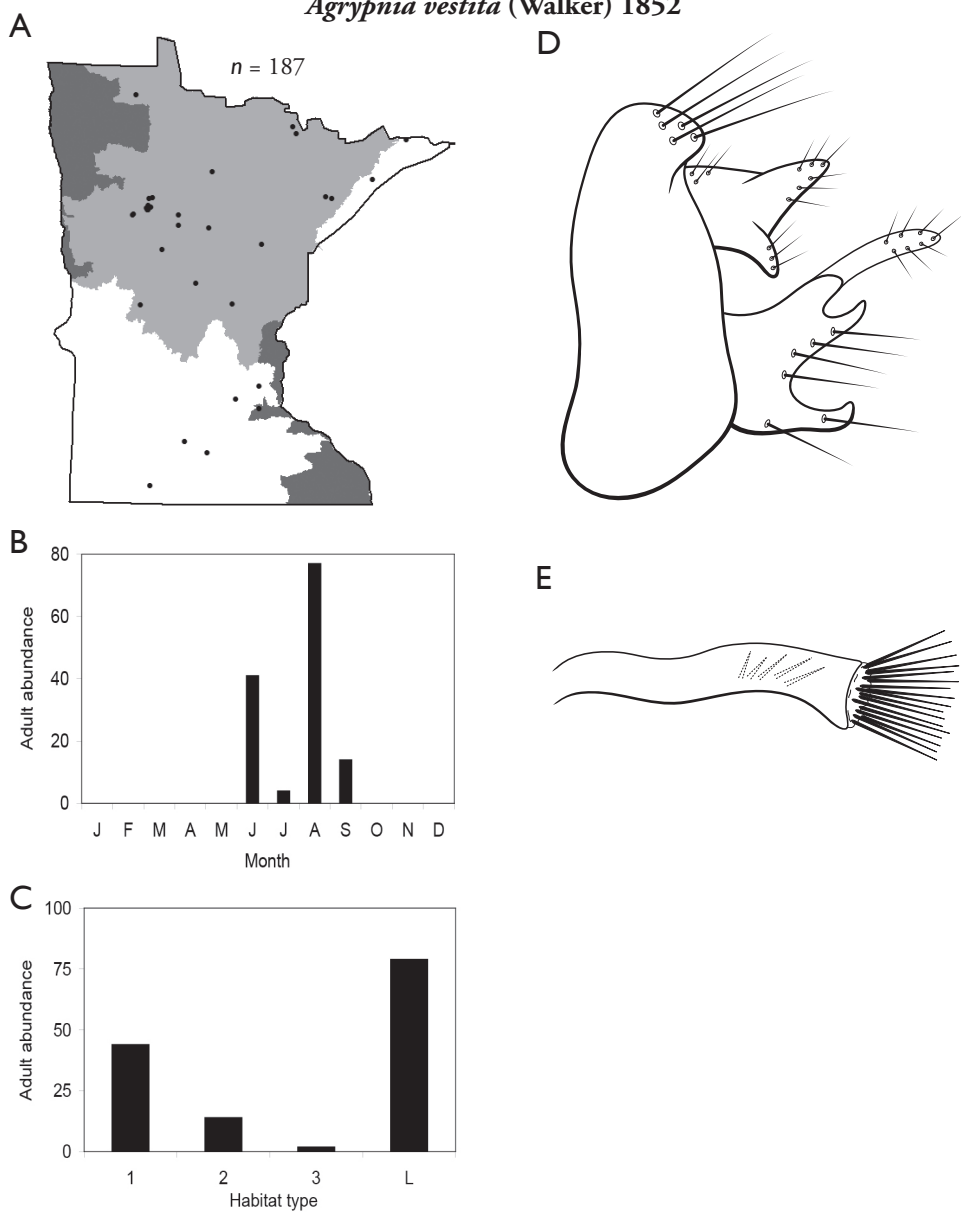 Agrypnia vestita (Walker) 1852
A
n = 187
B
80
60
40
20
0
Adult abundance
J F M A M J J A S O N D
Month
C
100
75
50
25
0
Adult abundance
1 2 3 L
Habitat type
D
E